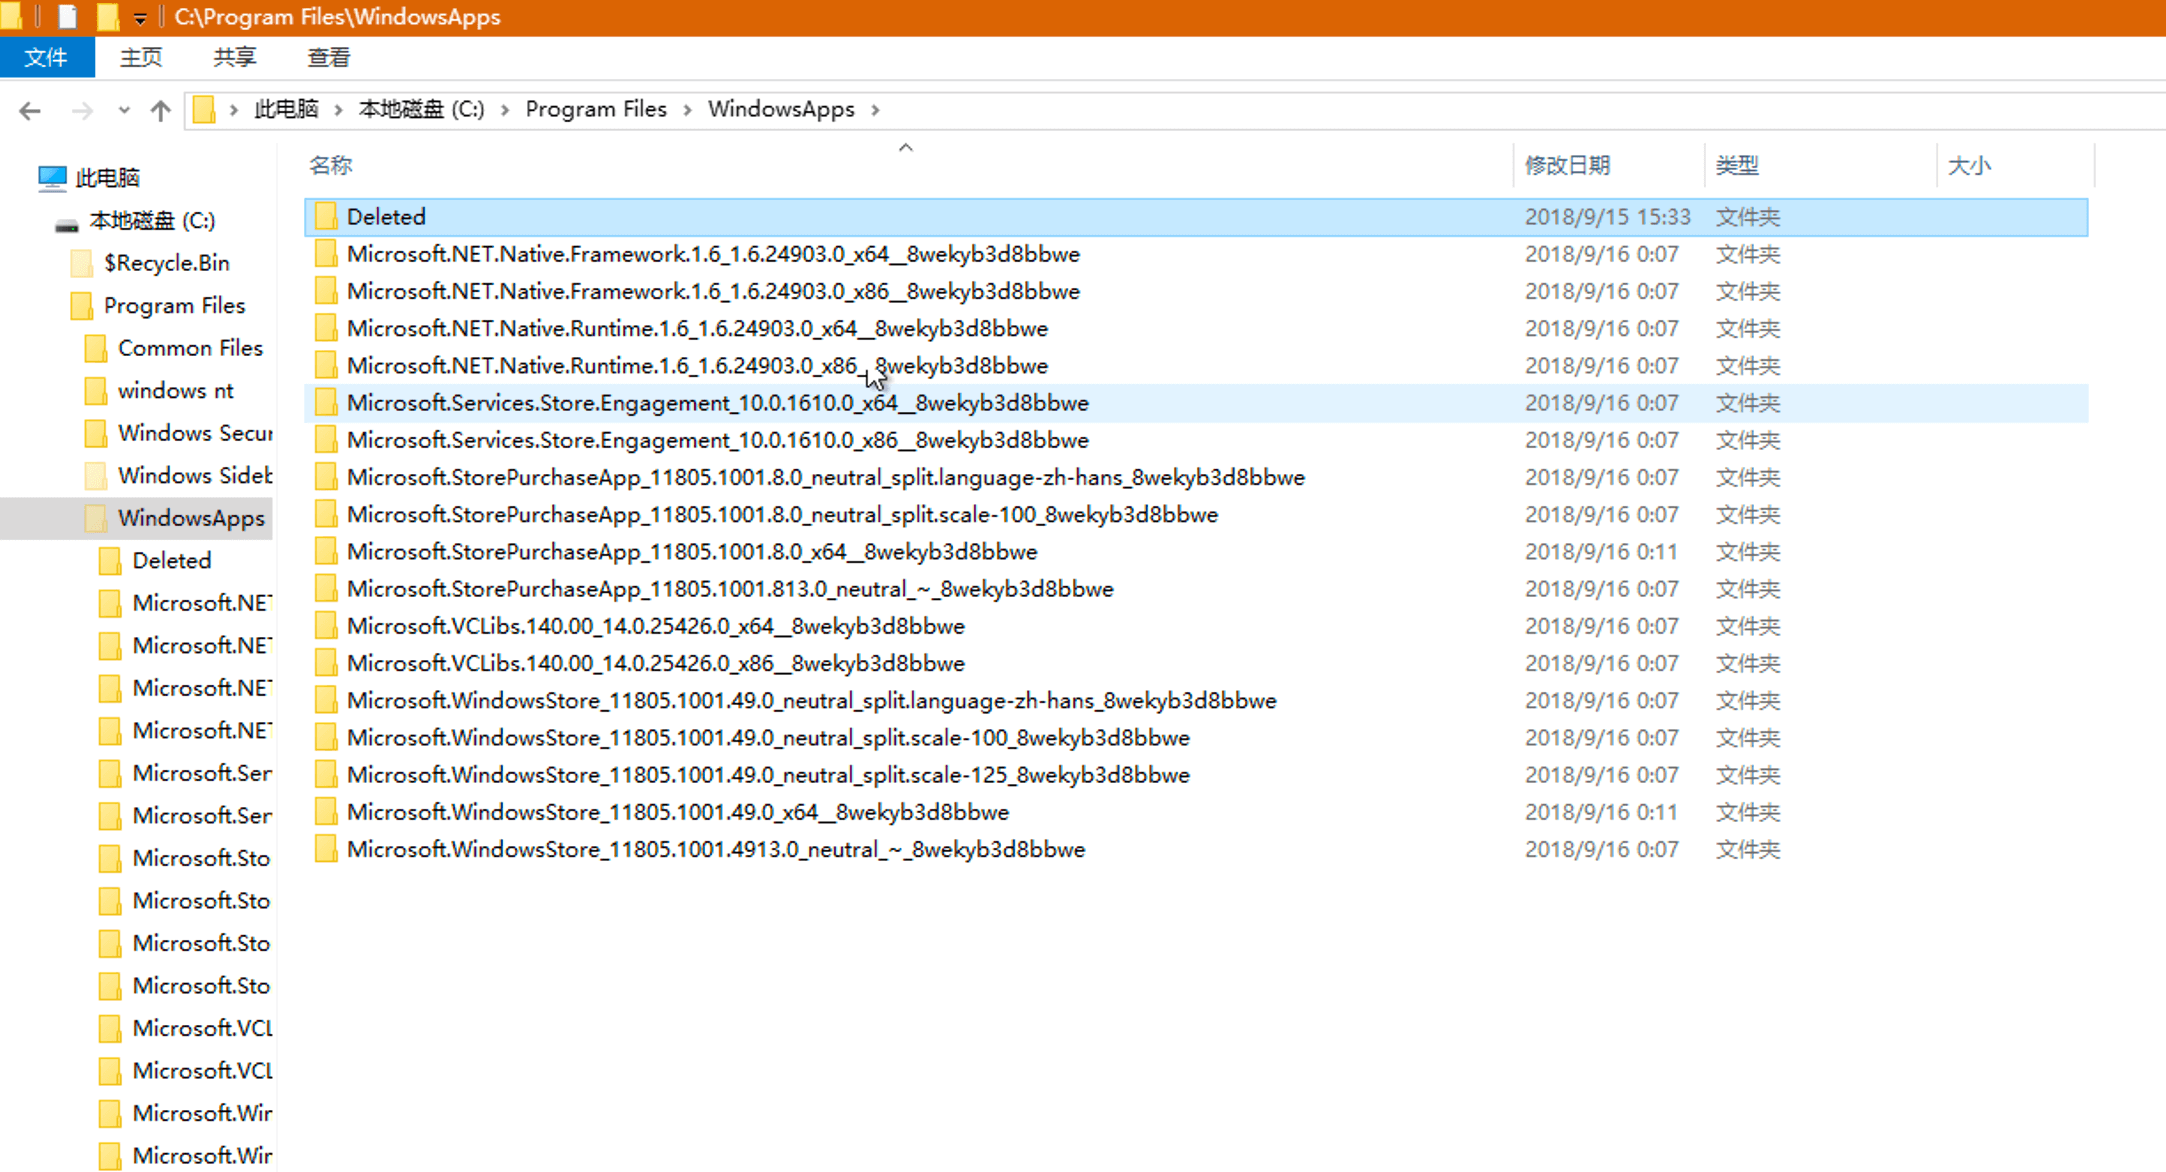 C:\Program Files\WindowsApps
文件 主页 共享 查看
此电脑 本地磁盘 (C:) Program Files WindowsApps
名称 修改日期 类型 大小
此电脑
本地磁盘 (C:)
$Recycle.Bin
Program Files
Common Files
windows nt
Windows Secur
Windows Sideb
WindowsApps
Deleted
Microsoft.NET
Microsoft.NET
Microsoft.NET
Microsoft.NET
Microsoft.Ser
Microsoft.Ser
Microsoft.Sto
Microsoft.Sto
Microsoft.Sto
Microsoft.Sto
Microsoft.VCL
Microsoft.VCL
Microsoft.Wir
Microsoft.Wir
Deleted 2018/9/15 15:33 文件夹
Microsoft.NET.Native.Framework.1.6_1.6.24903.0_x64__8wekyb3d8bbwe 2018/9/16 0:07 文件夹
Microsoft.NET.Native.Framework.1.6_1.6.24903.0_x86__8wekyb3d8bbwe 2018/9/16 0:07 文件夹
Microsoft.NET.Native.Runtime.1.6_1.6.24903.0_x64__8wekyb3d8bbwe 2018/9/16 0:07 文件夹
Microsoft.NET.Native.Runtime.1.6_1.6.24903.0_x86__8wekyb3d8bbwe 2018/9/16 0:07 文件夹
Microsoft.Services.Store.Engagement_10.0.1610.0_x64__8wekyb3d8bbwe 2018/9/16 0:07 文件夹
Microsoft.Services.Store.Engagement_10.0.1610.0_x86__8wekyb3d8bbwe 2018/9/16 0:07 文件夹
Microsoft.StorePurchaseApp_11805.1001.8.0_neutral_split.language-zh-hans_8wekyb3d8bbwe 2018/9/16 0:07 文件夹
Microsoft.StorePurchaseApp_11805.1001.8.0_neutral_split.scale-100_8wekyb3d8bbwe 2018/9/16 0:07 文件夹
Microsoft.StorePurchaseApp_11805.1001.8.0_x64__8wekyb3d8bbwe 2018/9/16 0:11 文件夹
Microsoft.StorePurchaseApp_11805.1001.813.0_neutral_~_8wekyb3d8bbwe 2018/9/16 0:07 文件夹
Microsoft.VCLibs.140.00_14.0.25426.0_x64__8wekyb3d8bbwe 2018/9/16 0:07 文件夹
Microsoft.VCLibs.140.00_14.0.25426.0_x86__8wekyb3d8bbwe 2018/9/16 0:07 文件夹
Microsoft.WindowsStore_11805.1001.49.0_neutral_split.language-zh-hans_8wekyb3d8bbwe 2018/9/16 0:07 文件夹
Microsoft.WindowsStore_11805.1001.49.0_neutral_split.scale-100_8wekyb3d8bbwe 2018/9/16 0:07 文件夹
Microsoft.WindowsStore_11805.1001.49.0_neutral_split.scale-125_8wekyb3d8bbwe 2018/9/16 0:07 文件夹
Microsoft.WindowsStore_11805.1001.49.0_x64__8wekyb3d8bbwe 2018/9/16 0:11 文件夹
Microsoft.WindowsStore_11805.1001.4913.0_neutral_~_8wekyb3d8bbwe 2018/9/16 0:07 文件夹